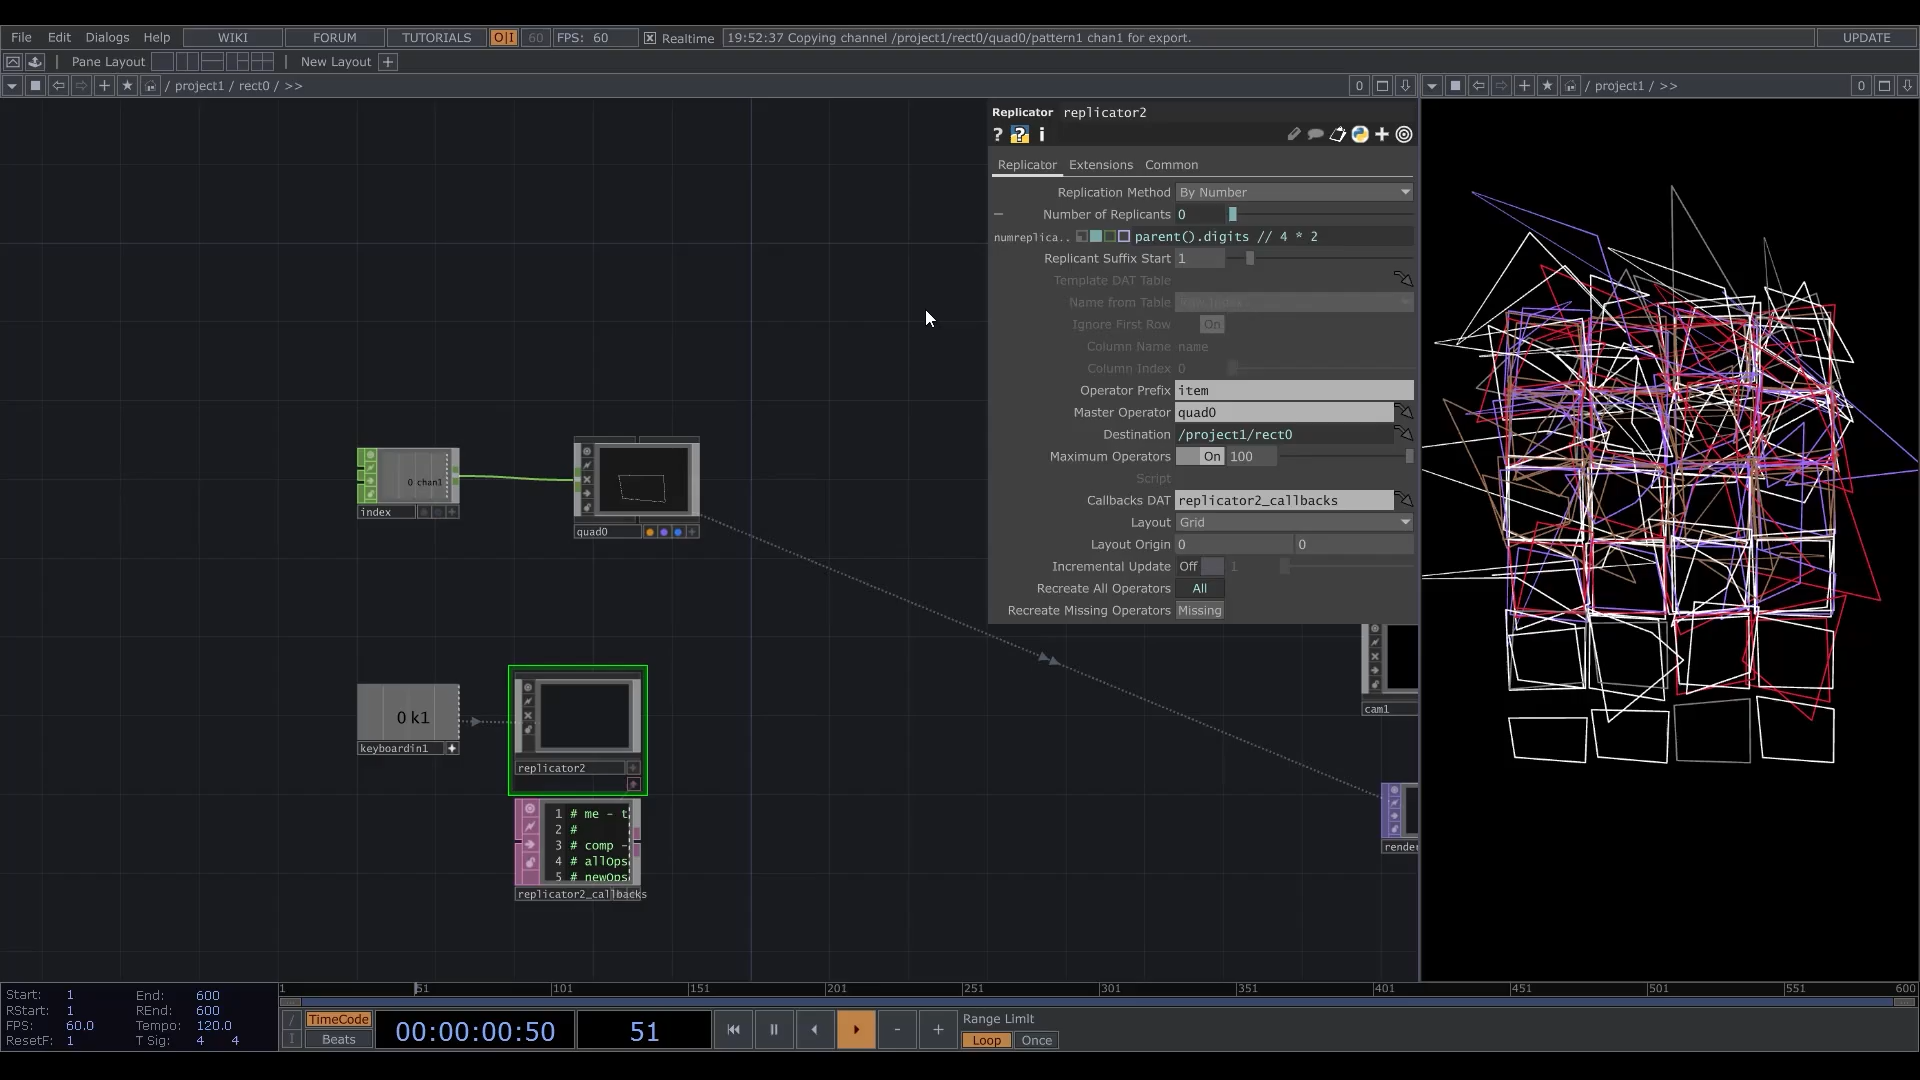 File Edit Dialogs Help WIKI FORUM TUTORIALS O|I 60 FPS: 60 Realtime 19:52:37 Copying channel /project1/rect0/quad0/pattern1 chan1 for export. UPDATE
Pane Layout New Layout +
/ project1 / rect0 / >> 0
/ project1 / >> 0
Replicator replicator2
? ? i
Replicator Extensions Common
Replication Method By Number
Number of Replicants 0
numreplica.. parent().digits // 4 * 2
Replicant Suffix Start 1
Template DAT Table
Name from Table
Ignore First Row On
Column Name name
Column Index 0
Operator Prefix item
Master Operator quad0
Destination /project1/rect0
Maximum Operators On 100
Script
Callbacks DAT replicator2_callbacks
Layout Grid
Layout Origin 0 0
Incremental Update Off 1
Recreate All Operators All
Recreate Missing Operators Missing
0 chan1
index
quad0
0 k1
keyboardin1
replicator2
1 # me - t
2 #
3 # comp -
4 # allOps
5 # newOps
replicator2_callbacks
cam1
render
Start: 1 End: 600
RStart: 1 REnd: 600
FPS: 60.0 Tempo: 120.0
ResetF: 1 T Sig: 4 4
1 51 101 151 201 251 301 351 401 451 501 551 600
TimeCode
Beats
00:00:00:50 51
Range Limit
Loop Once